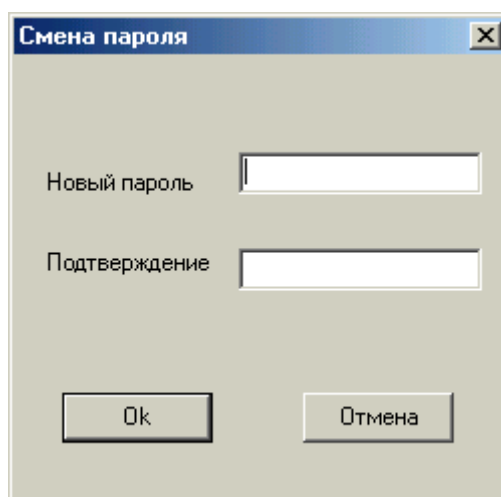 Смена пароля
Новый пароль
Подтверждение
Ok
Отмена